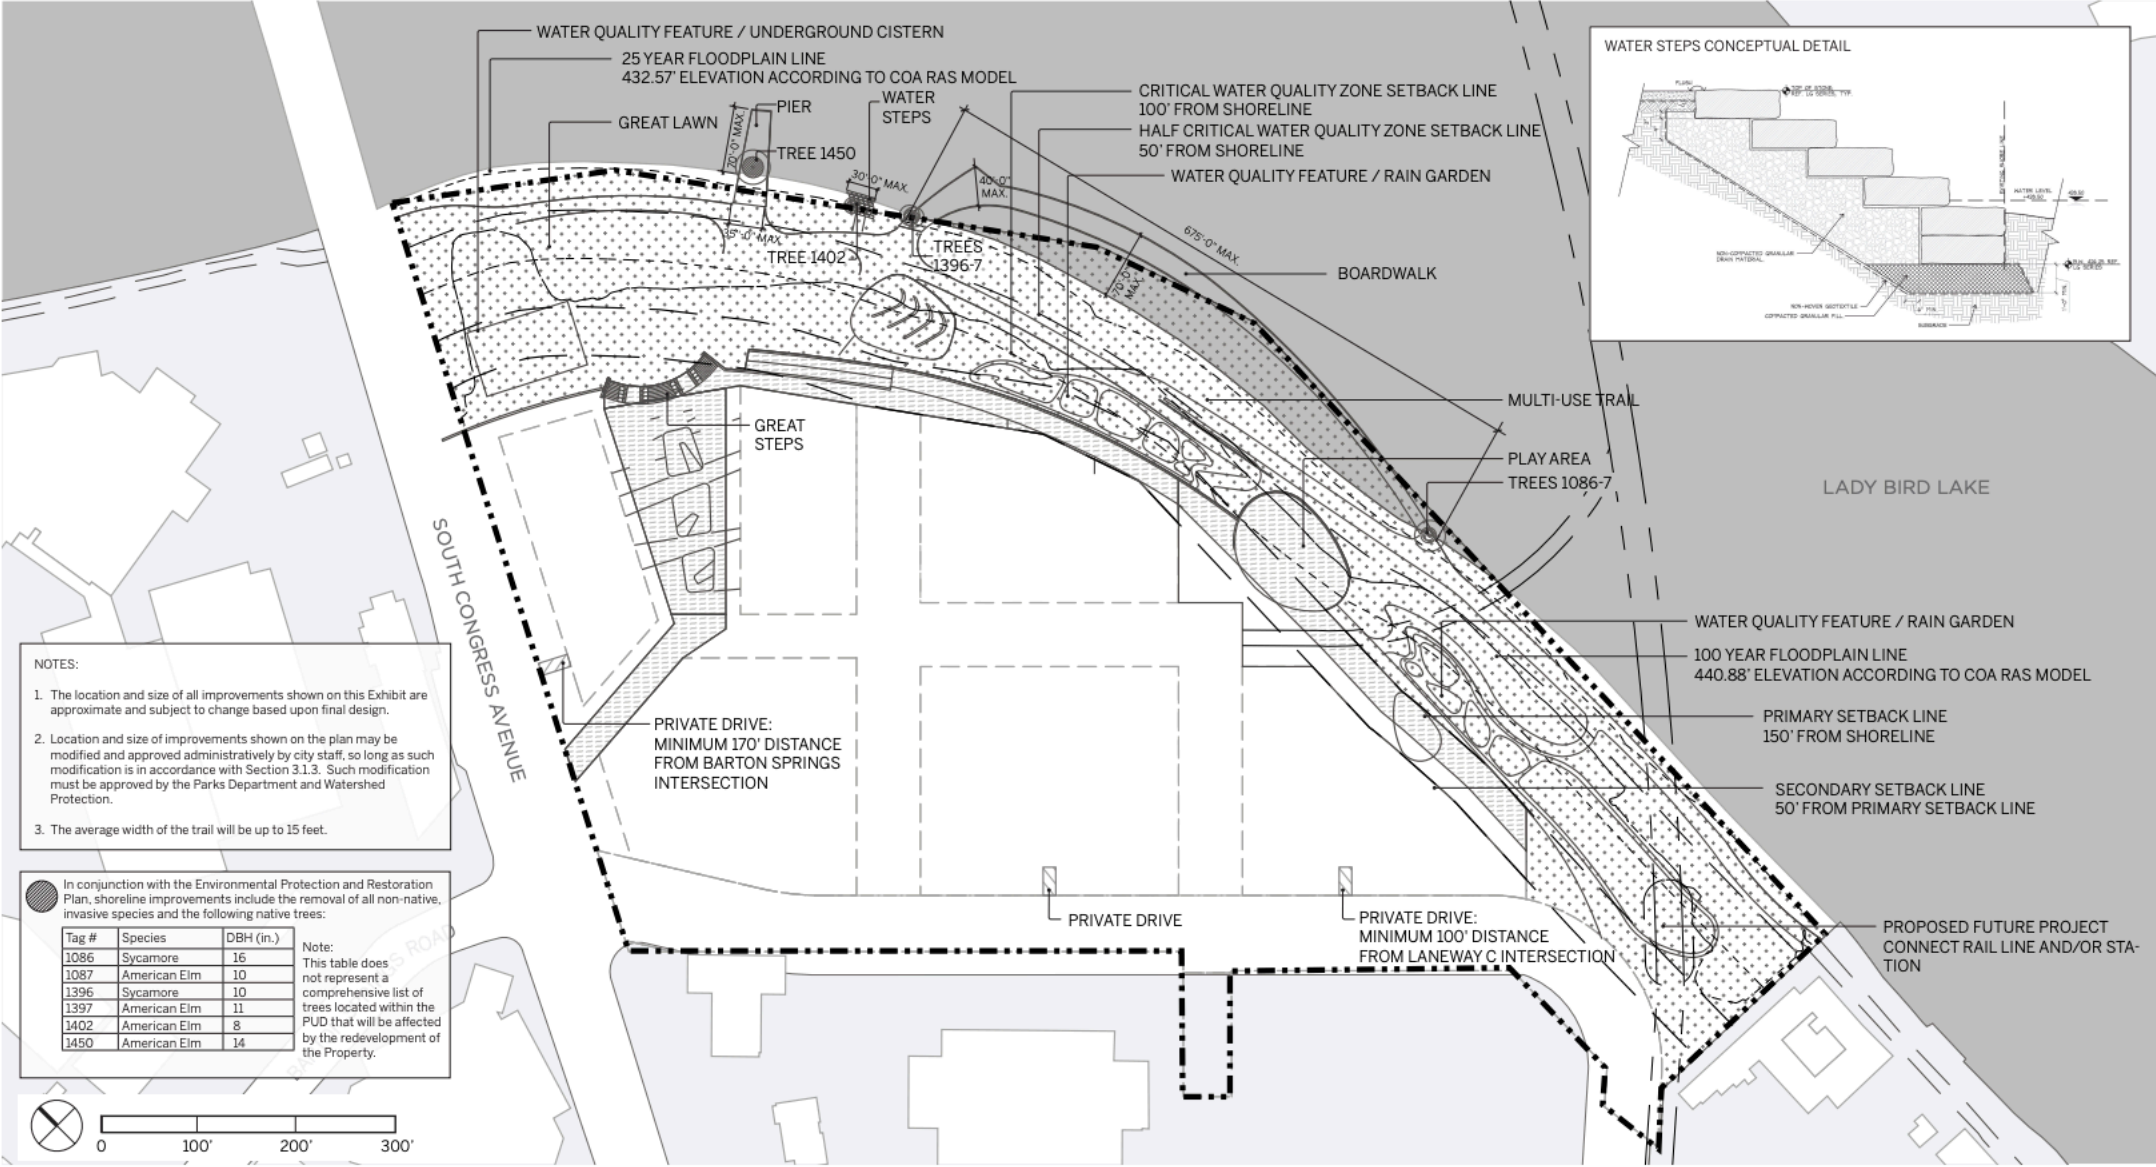 WATER QUALITY FEATURE / UNDERGROUND CISTERN
25 YEAR FLOODPLAIN LINE
432.57' ELEVATION ACCORDING TO COA RAS MODEL
GREAT LAWN
PIER
70'-0" MAX.
TREE 1450
WATER
STEPS
30'-0" MAX.
35'-0" MAX.
TREE 1402
TREES
1396-7
40'-0"
MAX.
70'-0"
MAX.
675'-0" MAX.
CRITICAL WATER QUALITY ZONE SETBACK LINE
100' FROM SHORELINE
HALF CRITICAL WATER QUALITY ZONE SETBACK LINE
50' FROM SHORELINE
WATER QUALITY FEATURE / RAIN GARDEN
BOARDWALK
WATER STEPS CONCEPTUAL DETAIL
WATER LEVEL
NON-COMPACTED GRANULAR
DRAIN MATERIAL
NON-WOVEN GEOTEXTILE
COMPACTED GRANULAR FILL
SUBGRADE
MULTI-USE TRAIL
PLAY AREA
TREES 1086-7
LADY BIRD LAKE
GREAT
STEPS
SOUTH CONGRESS AVENUE
WATER QUALITY FEATURE / RAIN GARDEN
100 YEAR FLOODPLAIN LINE
440.88' ELEVATION ACCORDING TO COA RAS MODEL
PRIMARY SETBACK LINE
150' FROM SHORELINE
SECONDARY SETBACK LINE
50' FROM PRIMARY SETBACK LINE
PRIVATE DRIVE:
MINIMUM 170' DISTANCE
FROM BARTON SPRINGS
INTERSECTION
PRIVATE DRIVE
PRIVATE DRIVE:
MINIMUM 100' DISTANCE
FROM LANEWAY C INTERSECTION
PROPOSED FUTURE PROJECT
CONNECT RAIL LINE AND/OR STA-
TION
NOTES:
1. The location and size of all improvements shown on this Exhibit are
approximate and subject to change based upon final design.
2. Location and size of improvements shown on the plan may be
modified and approved administratively by city staff, so long as such
modification is in accordance with Section 3.1.3. Such modification
must be approved by the Parks Department and Watershed
Protection.
3. The average width of the trail will be up to 15 feet.
In conjunction with the Environmental Protection and Restoration
Plan, shoreline improvements include the removal of all non-native,
invasive species and the following native trees:
Tag # Species DBH (in.)
1086 Sycamore 16
1087 American Elm 10
1396 Sycamore 10
1397 American Elm 11
1402 American Elm 8
1450 American Elm 14
Note:
This table does
not represent a
comprehensive list of
trees located within the
PUD that will be affected
by the redevelopment of
the Property.
ROAD
0 100' 200' 300'